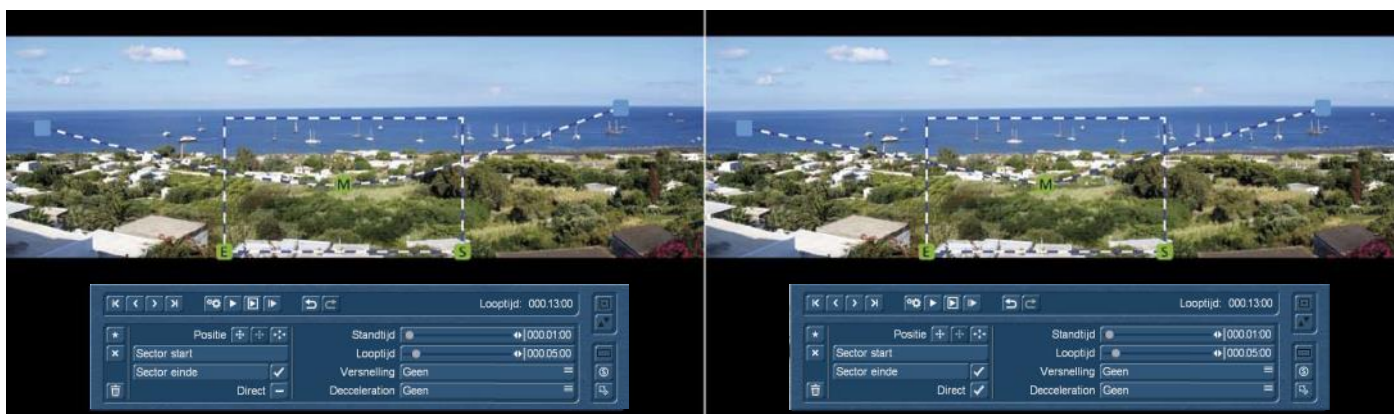 M
E
S
Looptijd: 000.13:00
Positie
Standtijd 000.01:00
Sector start
Looptijd 000.05:00
Sector einde
Versnelling Geen
Direct
Decceleration Geen
M
E
S
Looptijd: 000.13:00
Positie
Standtijd 000.01:00
Sector start
Looptijd 000.05:00
Sector einde
Versnelling Geen
Direct
Decceleration Geen